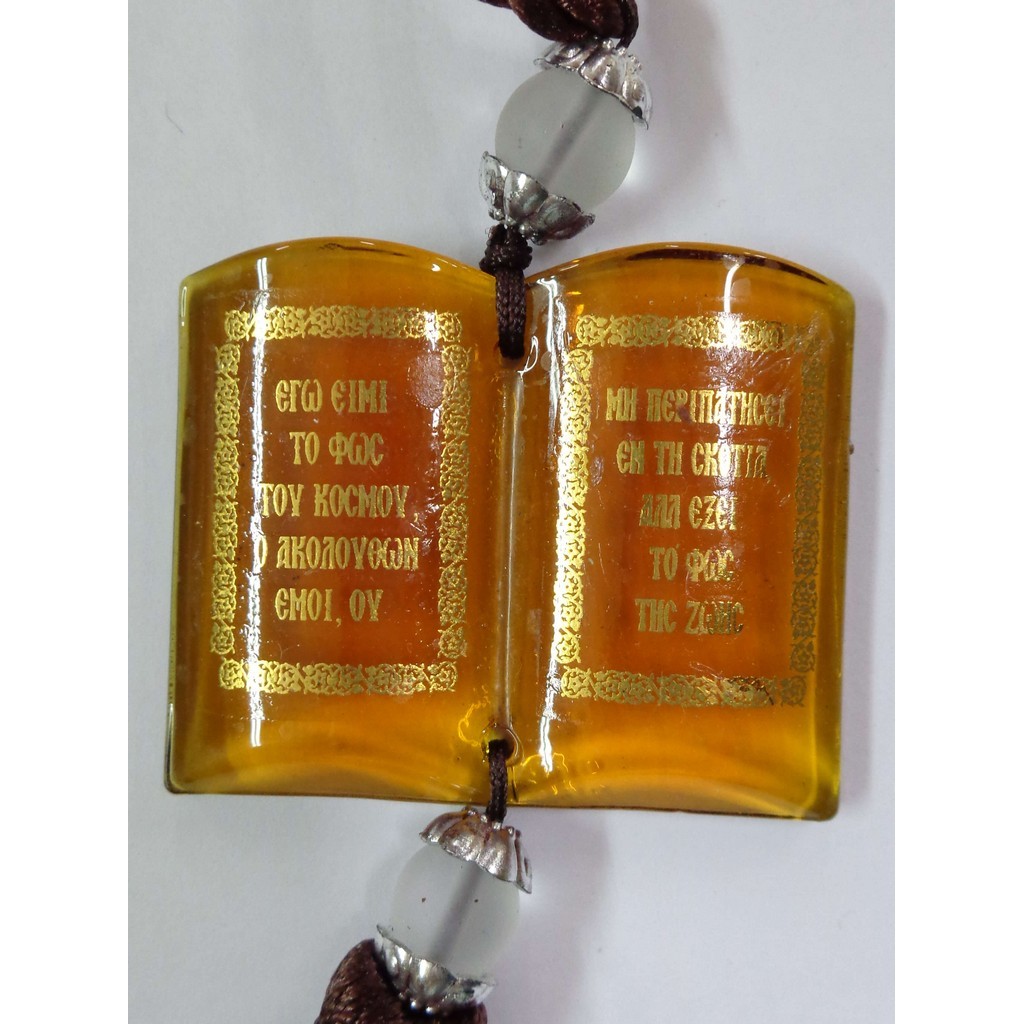 ΕΓΩ ΕΙΜΙ
ΤΟ ΦΩΣ
ΤΟΥ ΚΟΣΜΟΥ,
Ο ΑΚΟΛΟΥΘΩΝ
ΕΜΟΙ, ΟΥ
ΜΗ ΠΕΡΙΠΑΤΗΣΕΙ
ΕΝ ΤΗ ΣΚΟΤΙΑ
ΑΛΛ ΕΞΕΙ
ΤΟ ΦΩΣ
ΤΗΣ ΖΩΗΣ